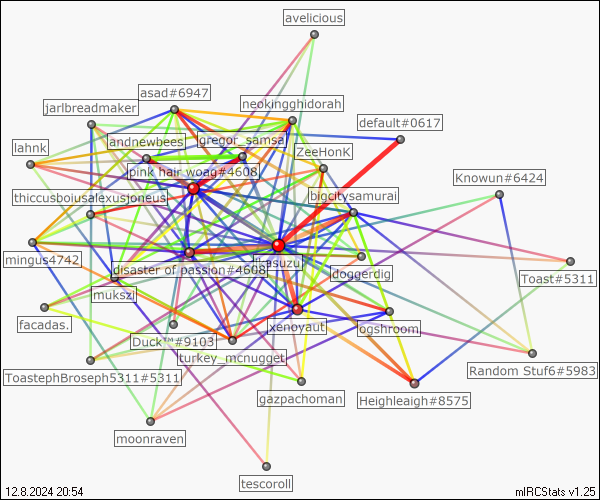 avelicious
asad#6947
jarlbreadmaker
neokingghidorah
default#0617
andnewbees
gregor_samsa
lahnk
ZeeHonK
pink hair woag#4608
Knowun#6424
thiccusboiusalexusjoneus
bigcitysamurai
mingus4742
disaster of passion#4608
doggerdig
Toast#5311
mukszi
facadas.
xenoyaut
logstroom
Duck™#9103
turkey_mcnugget
ToastephBroseph5311#5311
Random Stuf6#5983
gazpachoman
Heighleaigh#8575
moonraven
tescoroll
12.8.2024 20:54
mIRCStats v1.25